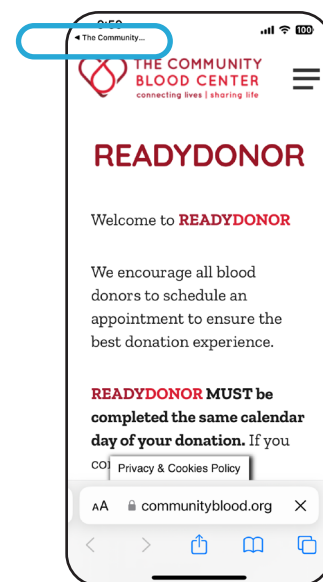 ◀ The Community...
100
THE COMMUNITY
BLOOD CENTER
connecting lives | sharing life
READYDONOR
Welcome to READYDONOR
We encourage all blood
donors to schedule an
appointment to ensure the
best donation experience.
READYDONOR MUST be
completed the same calendar
day of your donation. If you
Privacy & Cookies Policy
AA communityblood.org